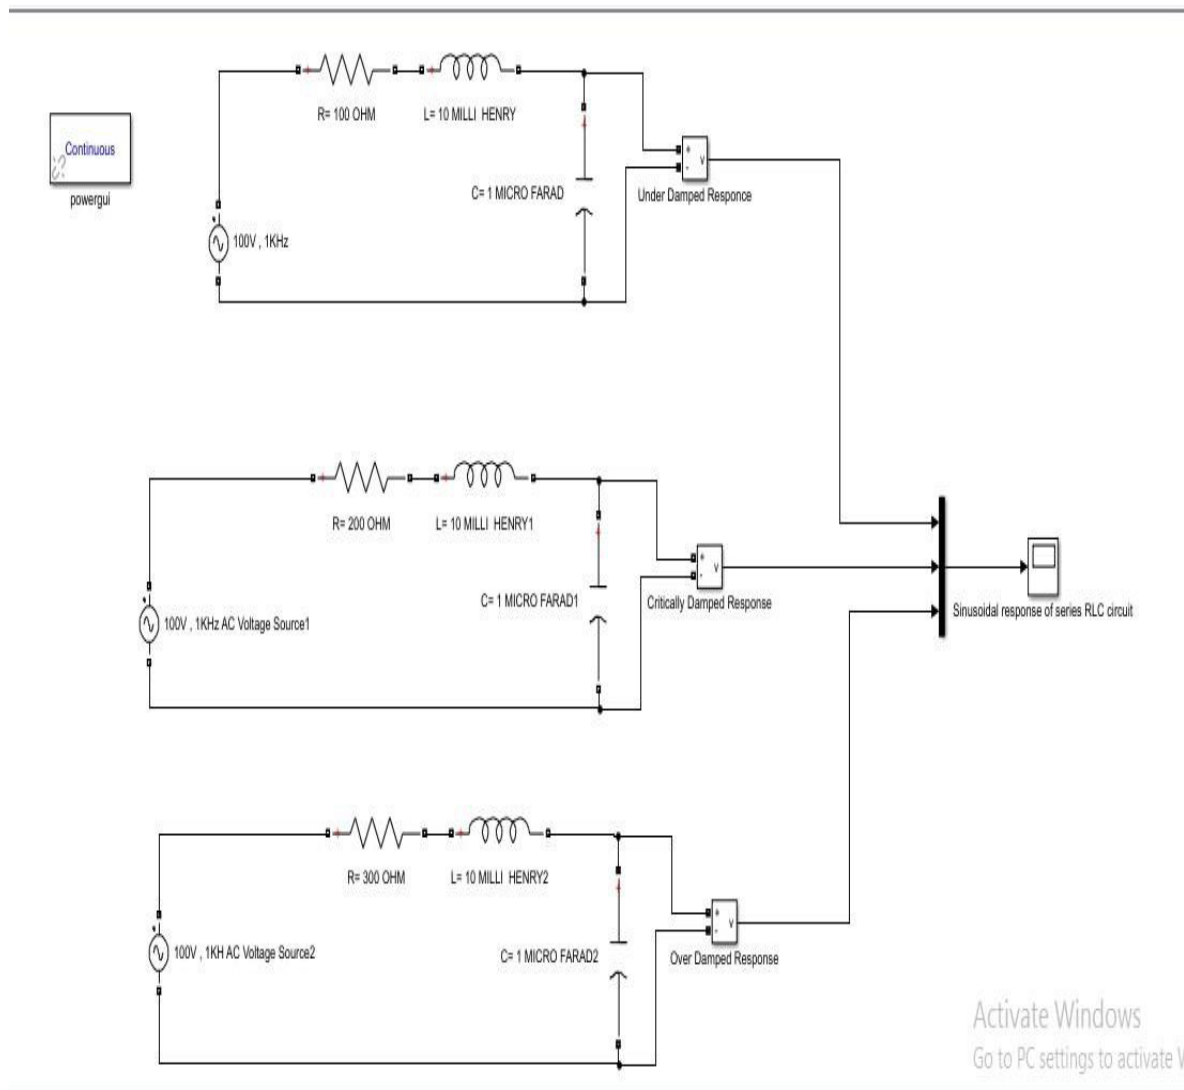 R= 100 OHM
L= 10 MILLI HENRY
Continuous
powergui
C= 1 MICRO FARAD
+
-
v
Under Damped Responce
100V , 1KHz
R= 200 OHM
L= 10 MILLI HENRY1
C= 1 MICRO FARAD1
+
-
v
Critically Damped Response
100V , 1KHz AC Voltage Source1
Sinusoidal response of series RLC circuit
R= 300 OHM
L= 10 MILLI HENRY2
C= 1 MICRO FARAD2
+
-
v
Over Damped Response
100V , 1KH AC Voltage Source2
Activate Windows
Go to PC settings to activate W